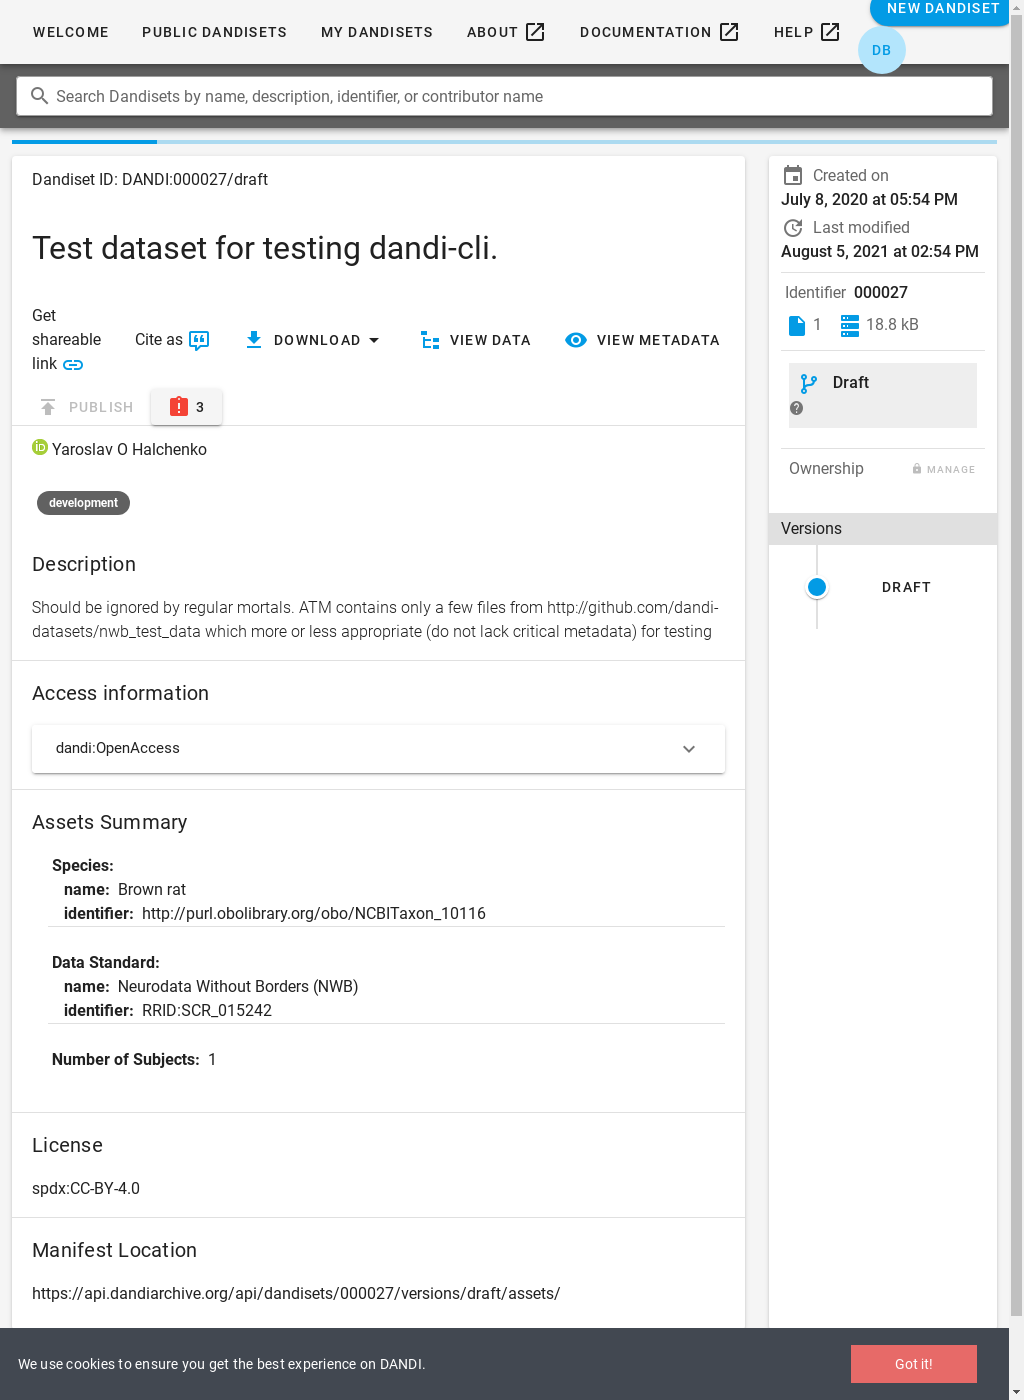 WELCOME PUBLIC DANDISETS MY DANDISETS ABOUT DOCUMENTATION HELP NEW DANDISET
DB
Search Dandisets by name, description, identifier, or contributor name
Dandiset ID: DANDI:000027/draft
Test dataset for testing dandi-cli.
Get
shareable
link
Cite as
DOWNLOAD
VIEW DATA
VIEW METADATA
PUBLISH
3
Yaroslav O Halchenko
development
Description
Should be ignored by regular mortals. ATM contains only a few files from http://github.com/dandi-
datasets/nwb_test_data which more or less appropriate (do not lack critical metadata) for testing
Access information
dandi:OpenAccess
Assets Summary
Species:
name: Brown rat
identifier: http://purl.obolibrary.org/obo/NCBITaxon_10116
Data Standard:
name: Neurodata Without Borders (NWB)
identifier: RRID:SCR_015242
Number of Subjects: 1
License
spdx:CC-BY-4.0
Manifest Location
https://api.dandiarchive.org/api/dandisets/000027/versions/draft/assets/
Created on
July 8, 2020 at 05:54 PM
Last modified
August 5, 2021 at 02:54 PM
Identifier 000027
1 18.8 kB
Draft
Ownership MANAGE
Versions
DRAFT
We use cookies to ensure you get the best experience on DANDI.
Got it!